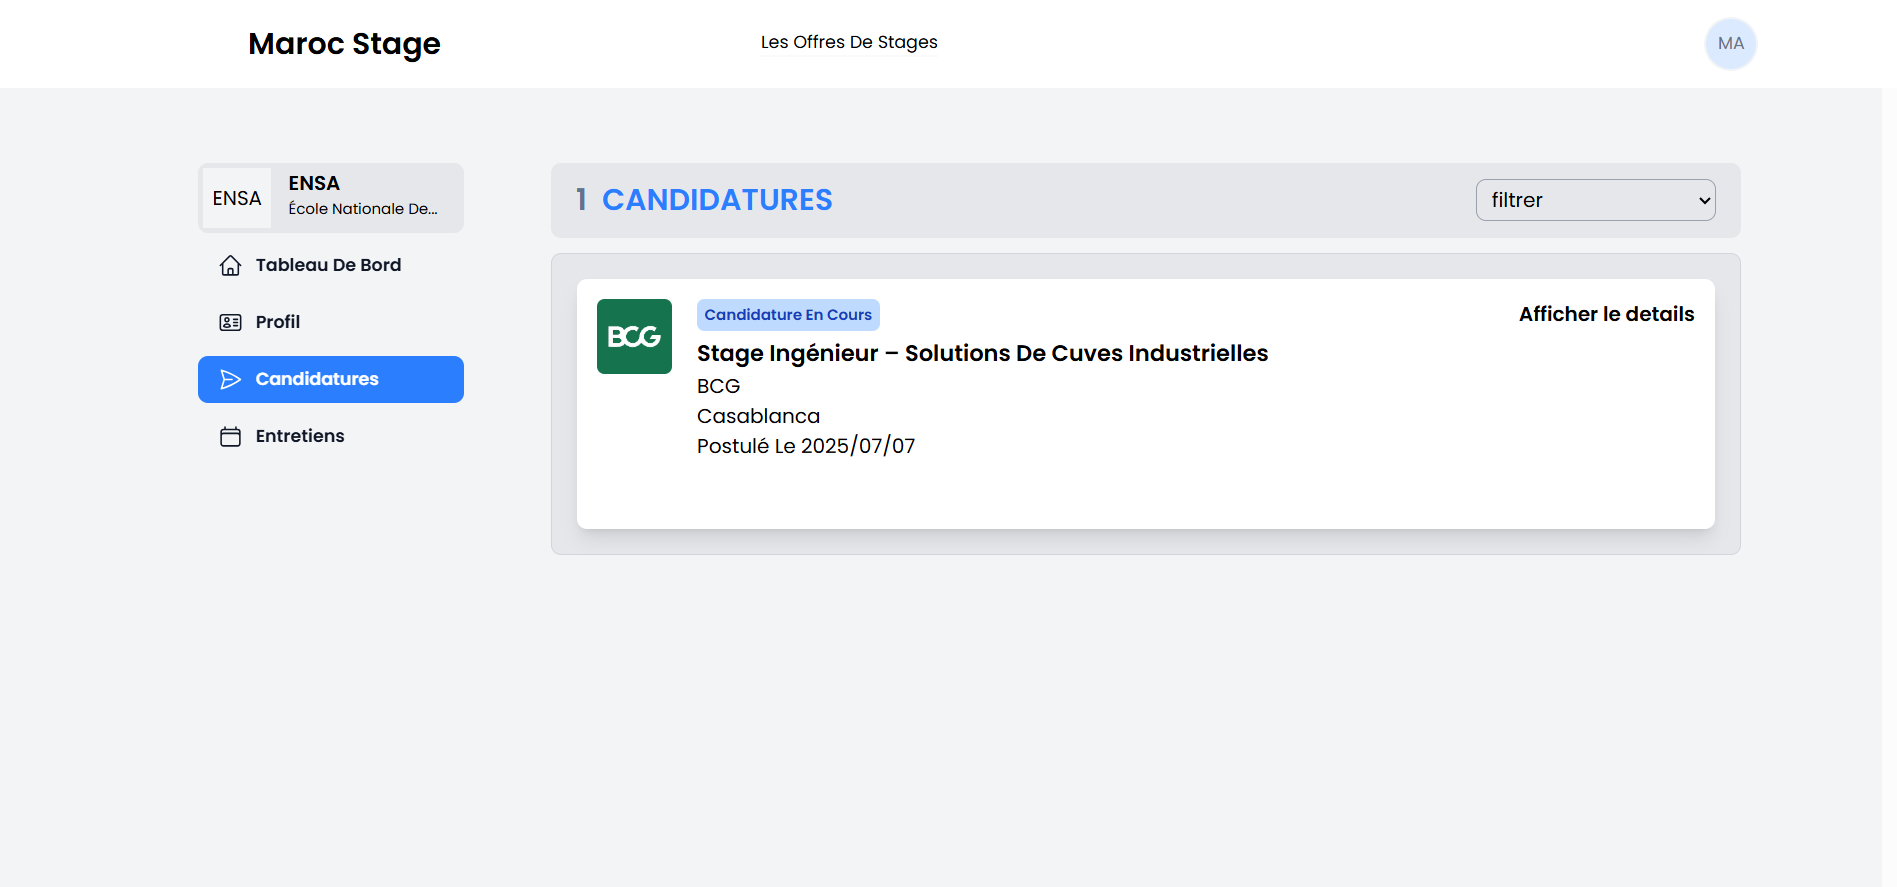 Maroc Stage
Les Offres De Stages
MA
ENSA
ENSA
École Nationale De...
Tableau De Bord
Profil
Candidatures
Entretiens
1 CANDIDATURES
filtrer
BCG
Candidature En Cours
Afficher le details
Stage Ingénieur – Solutions De Cuves Industrielles
BCG
Casablanca
Postulé Le 2025/07/07